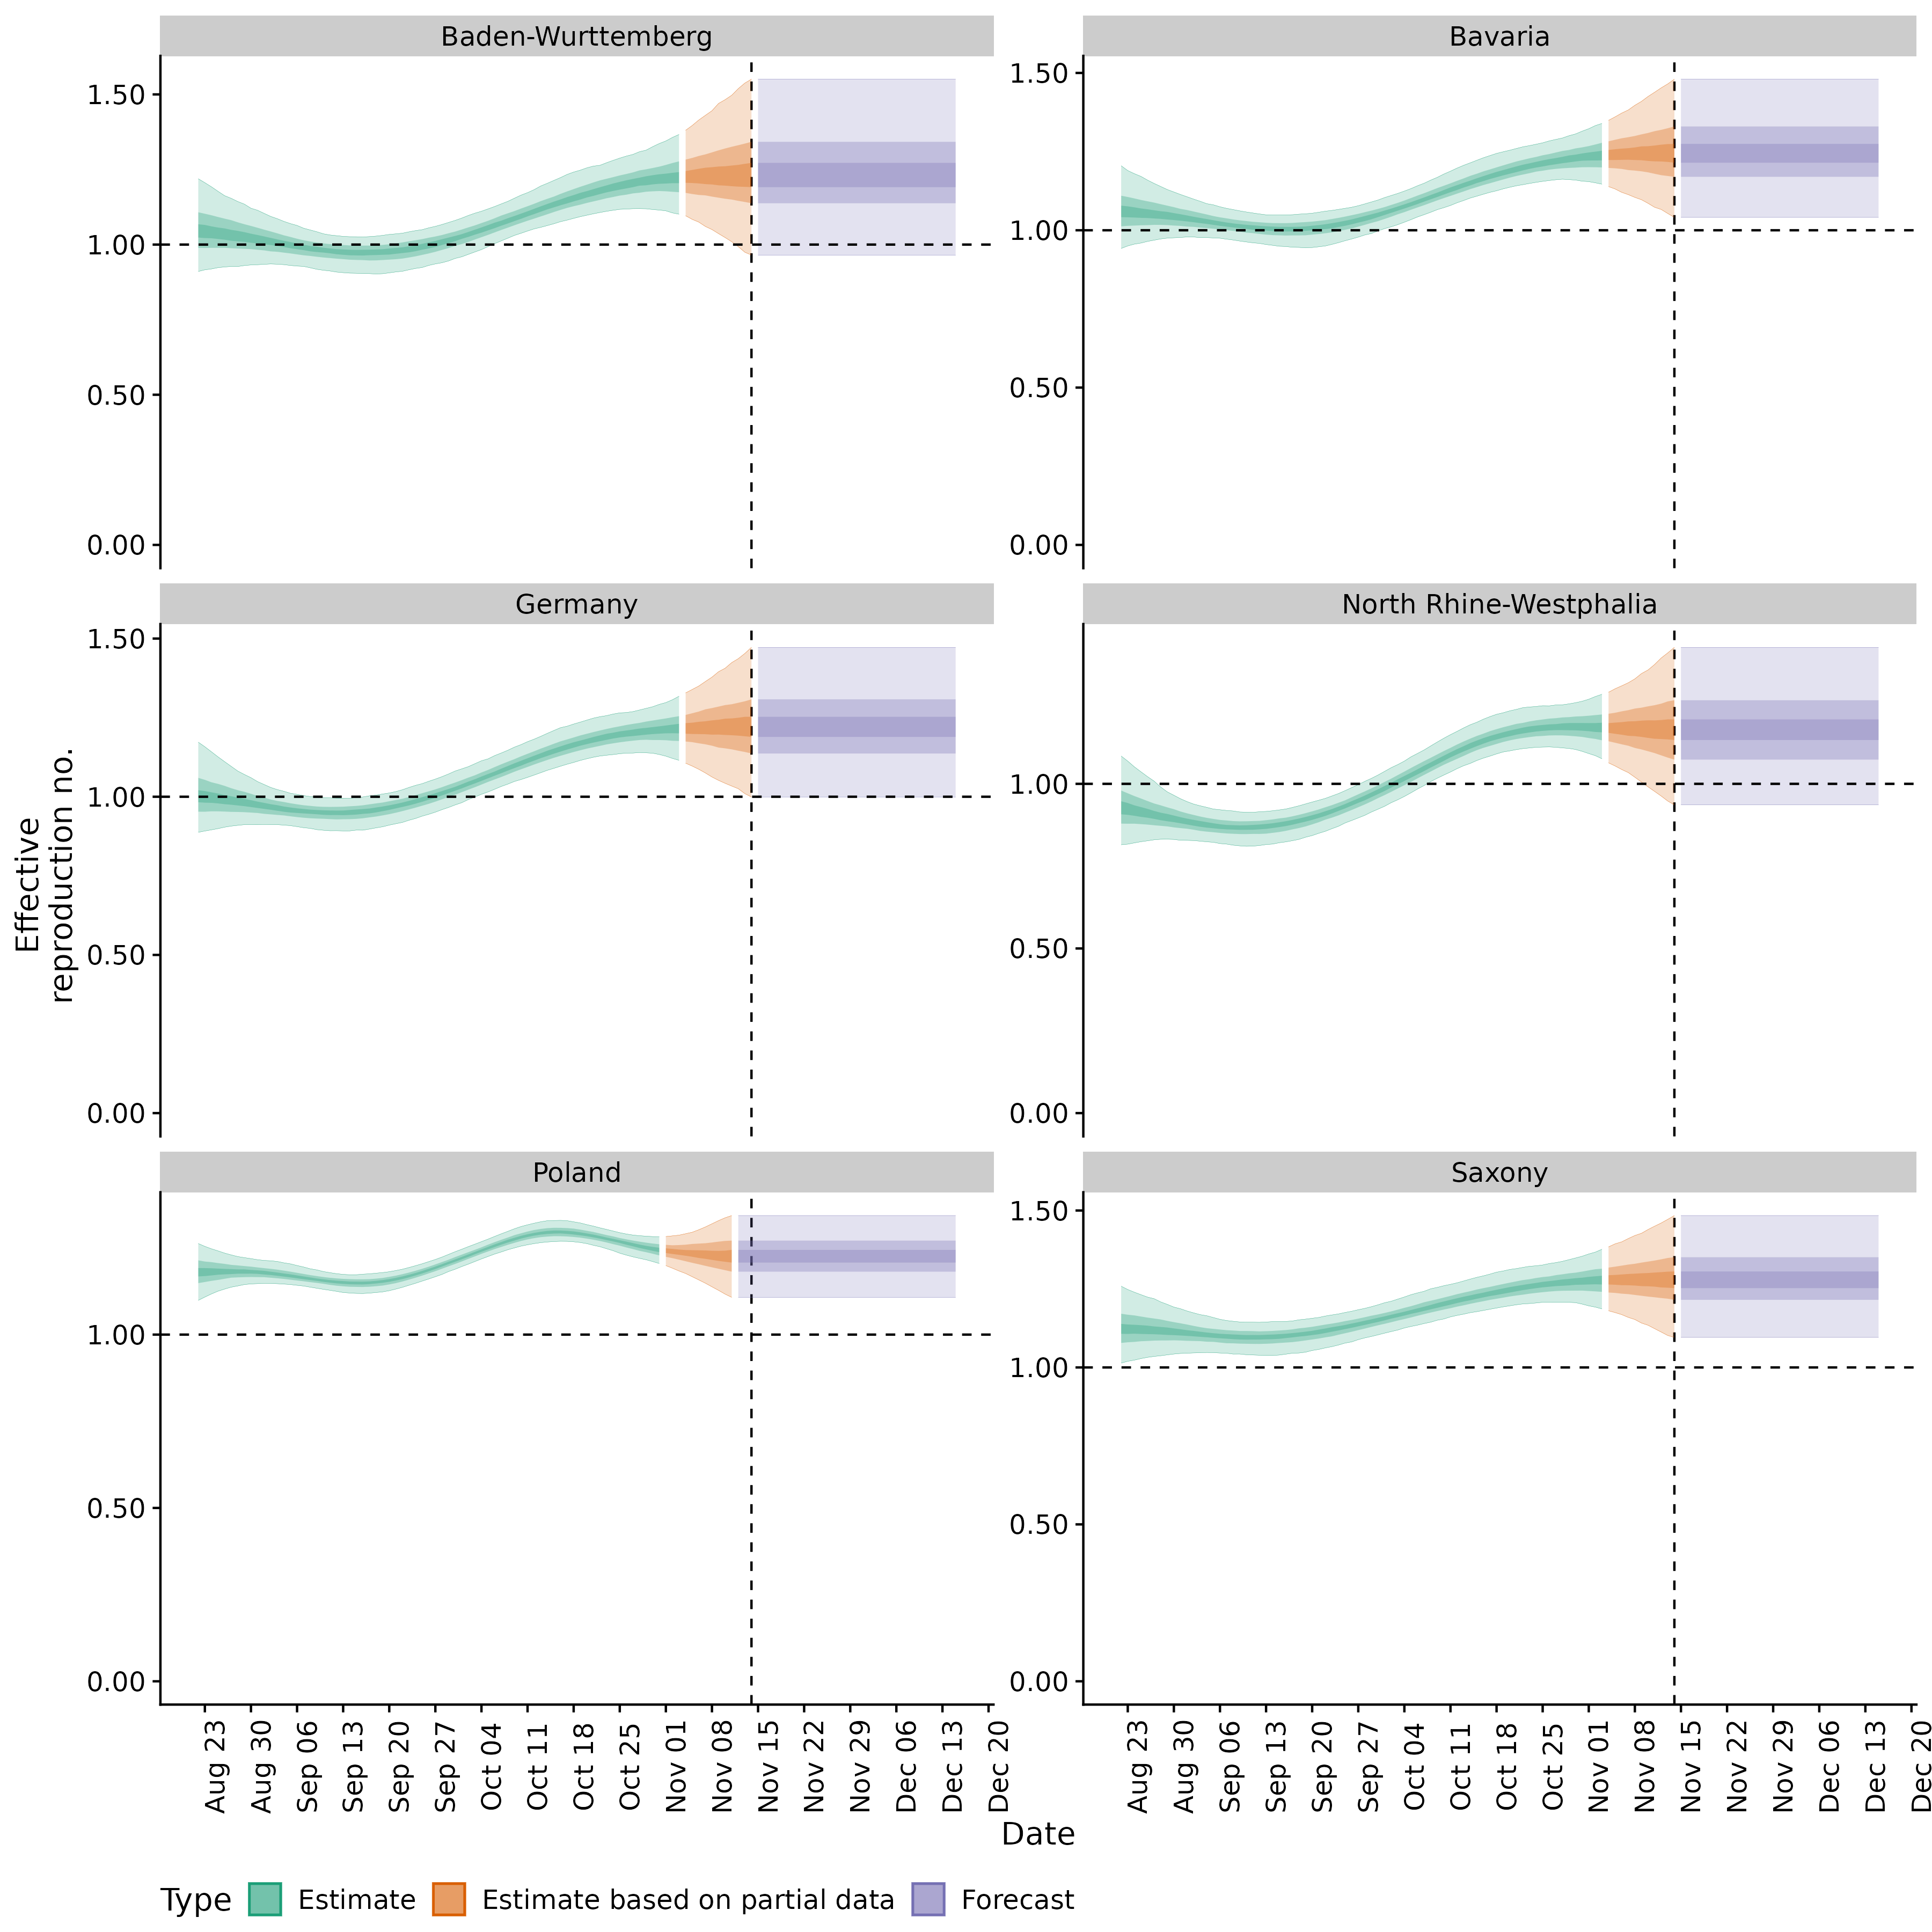 Baden-Wurttemberg
Bavaria
1.50
1.00
0.50
0.00
1.50
1.00
0.50
0.00
Germany
North Rhine-Westphalia
Effective
reproduction no.
1.50
1.00
0.50
0.00
1.00
0.50
0.00
Poland
Saxony
1.00
0.50
0.00
1.50
1.00
0.50
0.00
Aug 23
Aug 30
Sep 06
Sep 13
Sep 20
Sep 27
Oct 04
Oct 11
Oct 18
Oct 25
Nov 01
Nov 08
Nov 15
Nov 22
Nov 29
Dec 06
Dec 13
Dec 20
Aug 23
Aug 30
Sep 06
Sep 13
Sep 20
Sep 27
Oct 04
Oct 11
Oct 18
Oct 25
Nov 01
Nov 08
Nov 15
Nov 22
Nov 29
Dec 06
Dec 13
Dec 20
Date
Type Estimate Estimate based on partial data Forecast